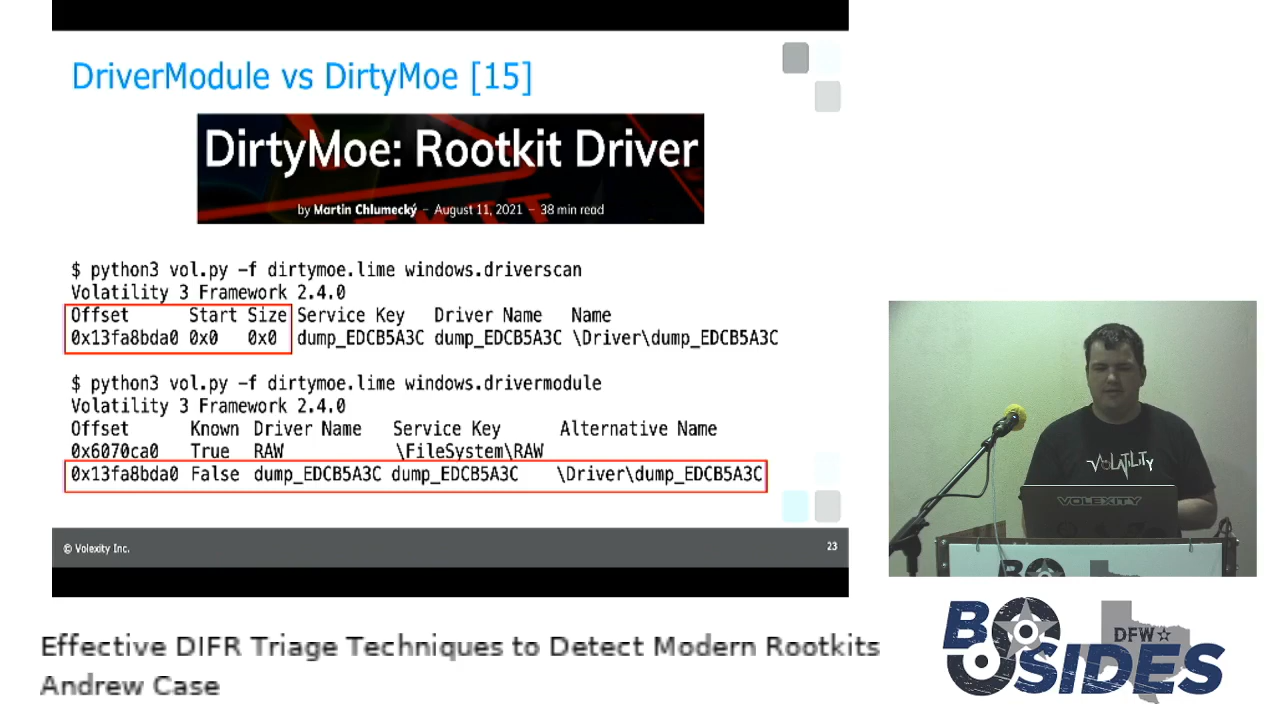 DriverModule vs DirtyMoe [15]
DirtyMoe: Rootkit Driver
by Martin Chlumecký – August 11, 2021 – 38 min read
$ python3 vol.py -f dirtymoe.lime windows.driverscan
Volatility 3 Framework 2.4.0
Offset Start Size Service Key Driver Name Name
0x13fa8bda0 0x0 0x0 dump_EDCB5A3C dump_EDCB5A3C \Driver\dump_EDCB5A3C
$ python3 vol.py -f dirtymoe.lime windows.drivermodule
Volatility 3 Framework 2.4.0
Offset Known Driver Name Service Key Alternative Name
0x6070ca0 True RAW \FileSystem\RAW
0x13fa8bda0 False dump_EDCB5A3C dump_EDCB5A3C \Driver\dump_EDCB5A3C
© Volexity Inc.
23
VOLATILITY
VOLEXITY
Effective DIFR Triage Techniques to Detect Modern Rootkits
Andrew Case
BSIDES
DFW